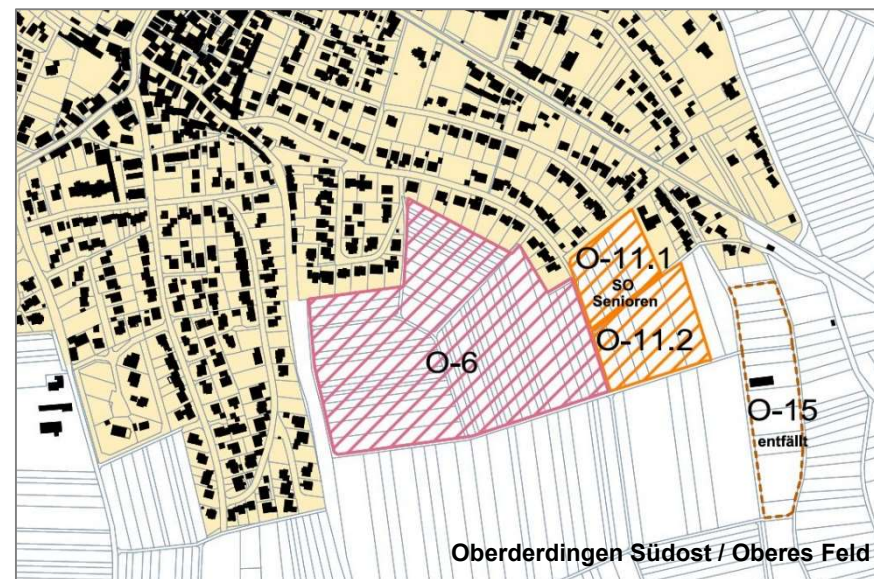 O-11.1
SO
Senioren
O-11.2
O-6
O-15
entfällt
Oberderdingen Südost / Oberes Feld